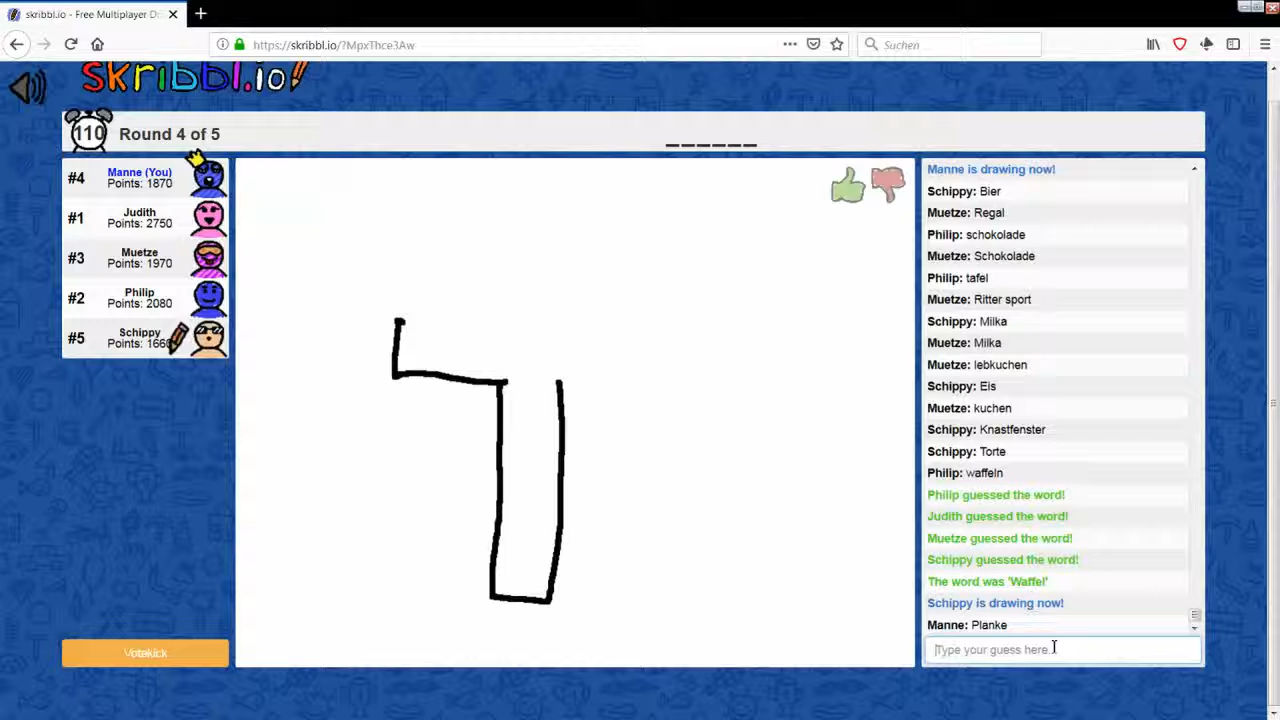 skribbl.io - Free Multiplayer D
https://skribbl.io/?MpxThce3Aw
Suchen
skribbl.io!
110
Round 4 of 5
______
#4 Manne (You)
Points: 1870
#1 Judith
Points: 2750
#3 Muetze
Points: 1970
#2 Philip
Points: 2080
#5 Schippy
Points: 1660
Votekick
Manne is drawing now!
Schippy: Bier
Muetze: Regal
Philip: schokolade
Muetze: Schokolade
Philip: tafel
Muetze: Ritter sport
Schippy: Milka
Muetze: Milka
Muetze: lebkuchen
Schippy: Eis
Muetze: kuchen
Schippy: Knastfenster
Schippy: Torte
Philip: waffeln
Philip guessed the word!
Judith guessed the word!
Muetze guessed the word!
Schippy guessed the word!
The word was 'Waffel'
Schippy is drawing now!
Manne: Planke
Type your guess here...